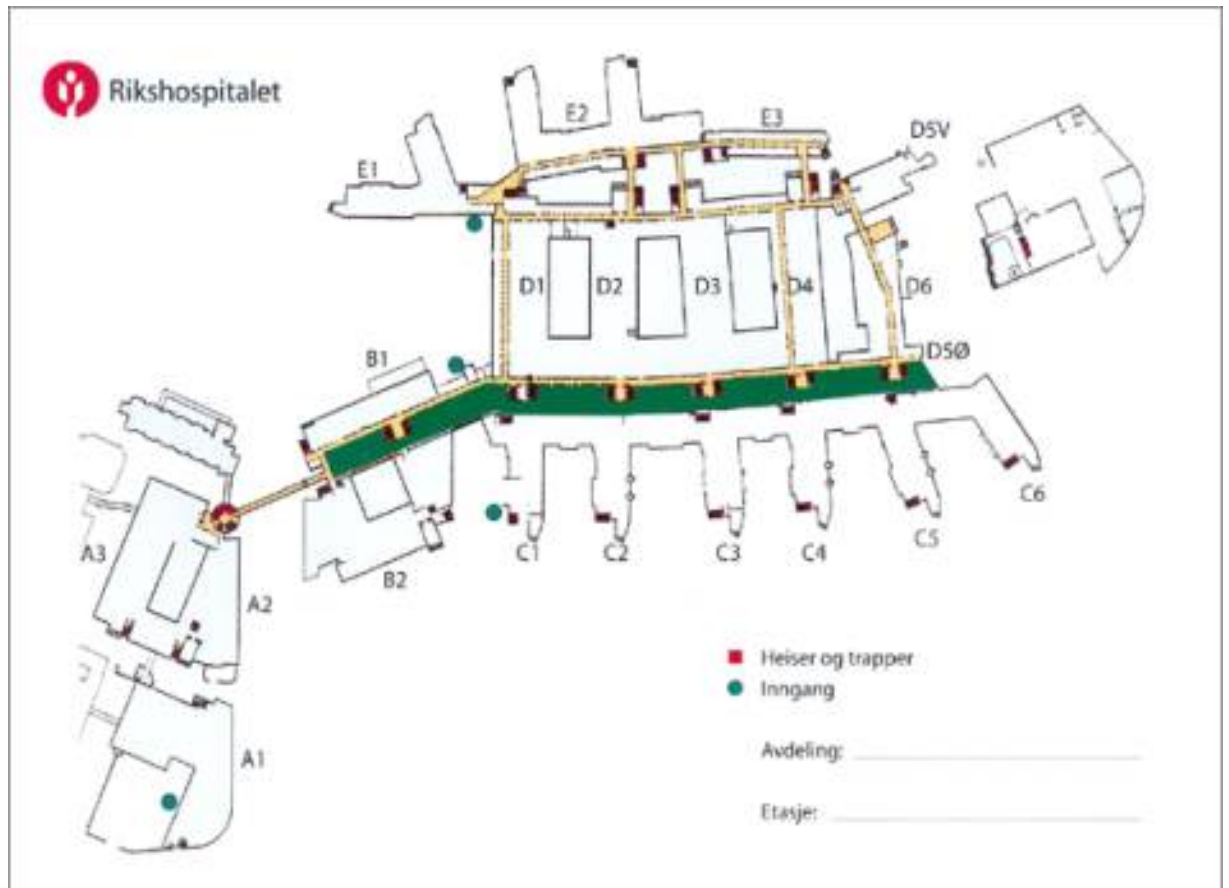 Rikshospitalet
E2
E3
D5V
E1
D1
D2
D3
D4
D6
D5Ø
B1
C6
A3
C1
C2
C3
C4
C5
B2
A2
Heiser og trapper
Inngang
A1
Avdeling:
Etasje: